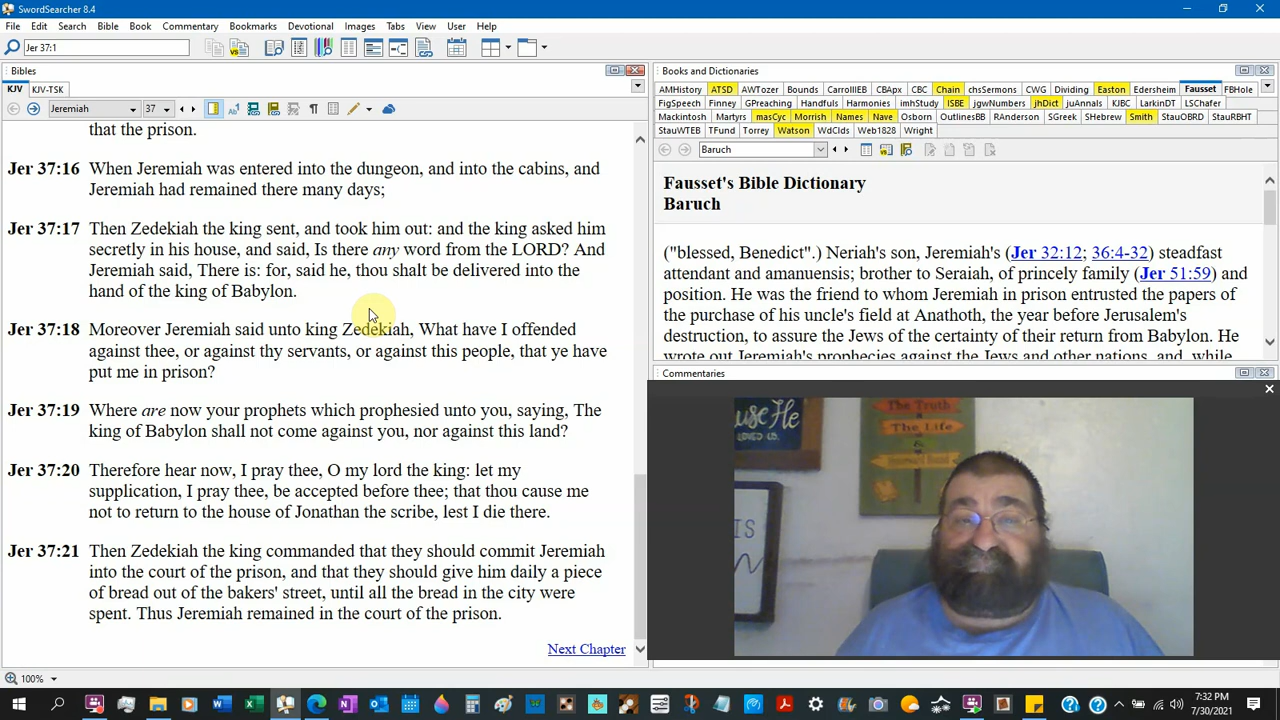 SwordSearcher 8.4
File Edit Search Bible Book Commentary Bookmarks Devotional Images Tabs View User Help
Jer 37:1
Bibles
KJV KJV-TSK
Jeremiah 37
that the prison.
Jer 37:16 When Jeremiah was entered into the dungeon, and into the cabins, and
Jeremiah had remained there many days;
Jer 37:17 Then Zedekiah the king sent, and took him out: and the king asked him
secretly in his house, and said, Is there any word from the LORD? And
Jeremiah said, There is: for, said he, thou shalt be delivered into the
hand of the king of Babylon.
Jer 37:18 Moreover Jeremiah said unto king Zedekiah, What have I offended
against thee, or against thy servants, or against this people, that ye have
put me in prison?
Jer 37:19 Where are now your prophets which prophesied unto you, saying, The
king of Babylon shall not come against you, nor against this land?
Jer 37:20 Therefore hear now, I pray thee, O my lord the king: let my
supplication, I pray thee, be accepted before thee; that thou cause me
not to return to the house of Jonathan the scribe, lest I die there.
Jer 37:21 Then Zedekiah the king commanded that they should commit Jeremiah
into the court of the prison, and that they should give him daily a piece
of bread out of the bakers' street, until all the bread in the city were
spent. Thus Jeremiah remained in the court of the prison.
Next Chapter
100%
Books and Dictionaries
AMHistory ATSD AWTozer Bounds CarrollEB CBApx CBC Chain chsSermons CWG Dividing Easton Edersheim Fausset FBHole
FigSpeech Finney GPreaching Handfuls Harmonies imhStudy ISBE jgwNumbers jhDict juAnnals KJBC LarkinDT LSChafer
Mackintosh Martyrs masCyc Morrish Names Nave Osborn OutlinesBB RAnderson SGreek SHebrew Smith StauOBRD StauRBHT
StauWTEB TFund Torrey Watson WdClds Web1828 Wright
Baruch
Fausset's Bible Dictionary
Baruch
("blessed, Benedict".) Neriah's son, Jeremiah's (Jer 32:12; 36:4-32) steadfast
attendant and amanuensis; brother to Seraiah, of princely family (Jer 51:59) and
position. He was the friend to whom Jeremiah in prison entrusted the papers of
the purchase of his uncle's field at Anathoth, the year before Jerusalem's
destruction, to assure the Jews of the certainty of their return from Babylon. He
wrote out Jeremiah's prophecies against the Jews and other nations, and, while
Commentaries
He
LOVED US.
The Truth
The Life
&
IS
7:32 PM
7/30/2021